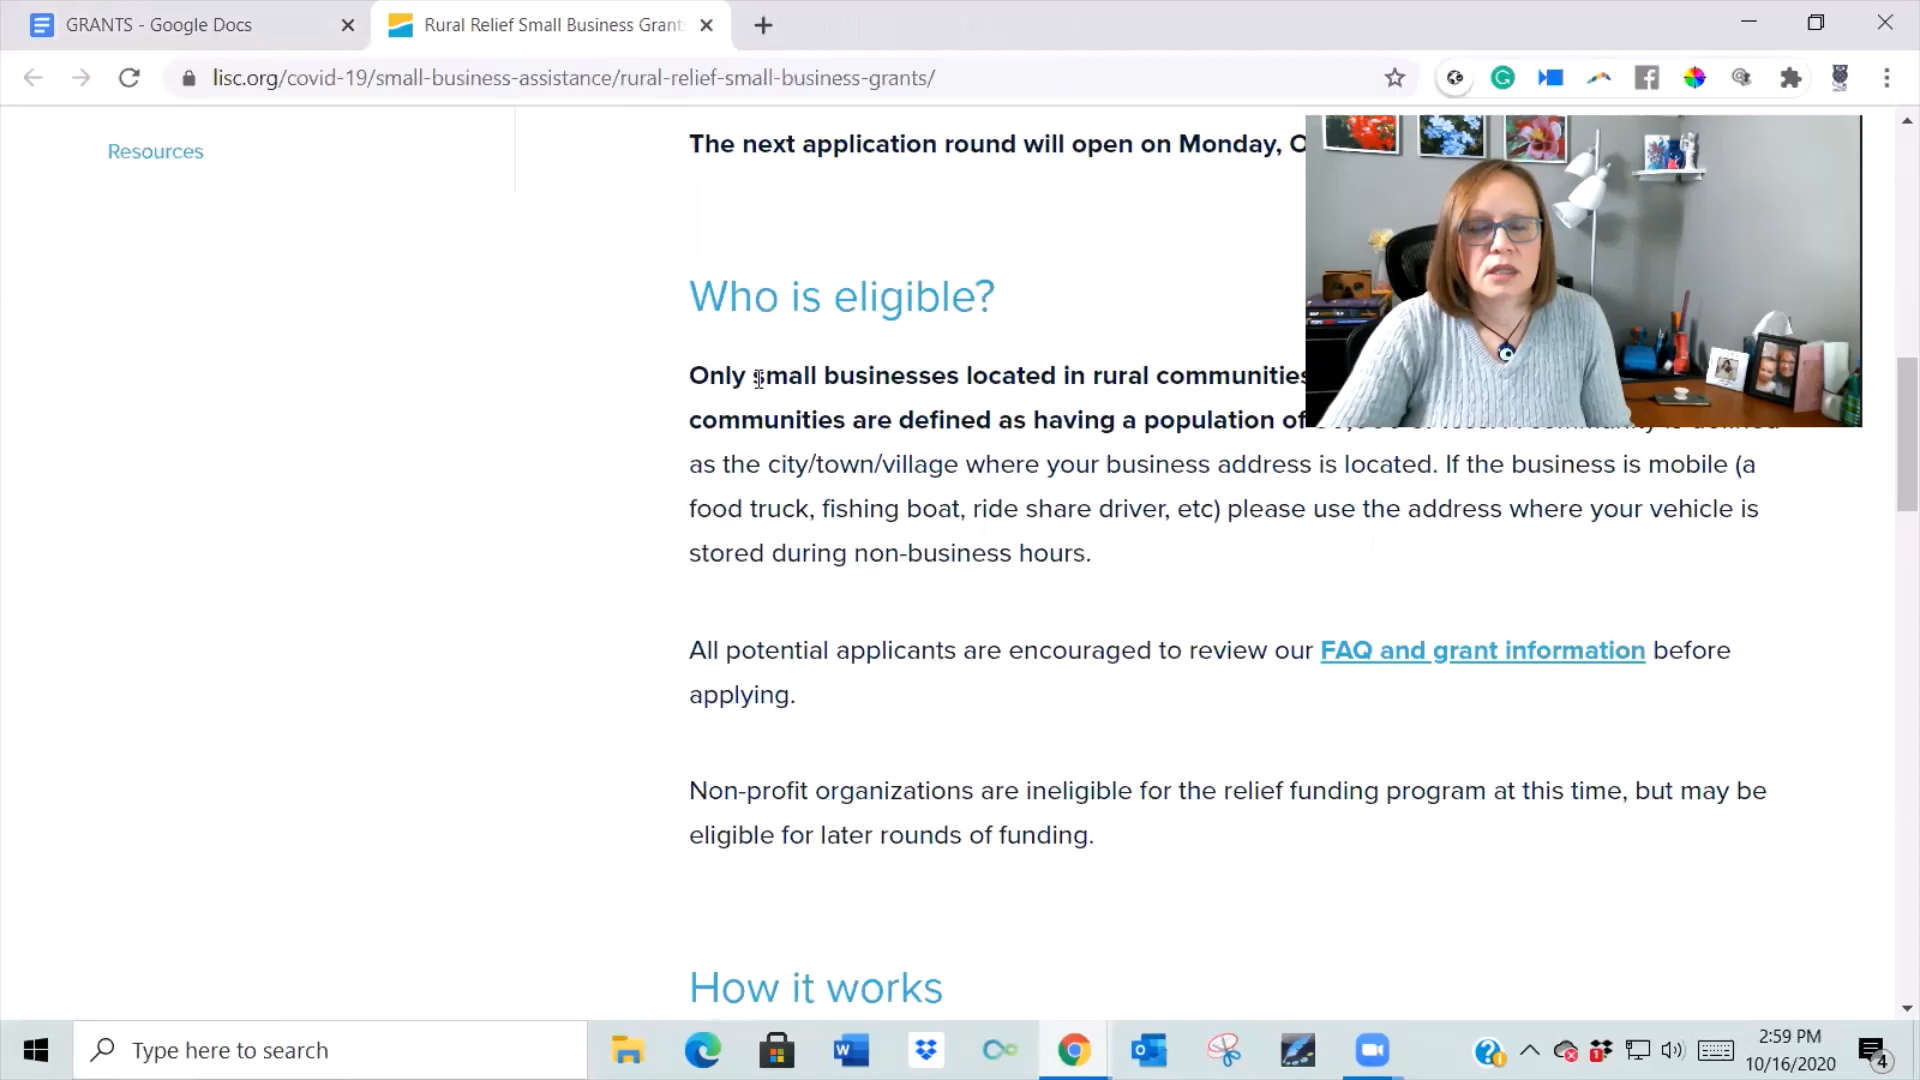 GRANTS - Google Docs
Rural Relief Small Business Grant
lisc.org/covid-19/small-business-assistance/rural-relief-small-business-grants/
Resources
The next application round will open on Monday, O
Who is eligible?
Only small businesses located in rural communities
communities are defined as having a population of
as the city/town/village where your business address is located. If the business is mobile (a
food truck, fishing boat, ride share driver, etc) please use the address where your vehicle is
stored during non-business hours.
All potential applicants are encouraged to review our FAQ and grant information before
applying.
Non-profit organizations are ineligible for the relief funding program at this time, but may be
eligible for later rounds of funding.
How it works
Type here to search
2:59 PM
10/16/2020
4